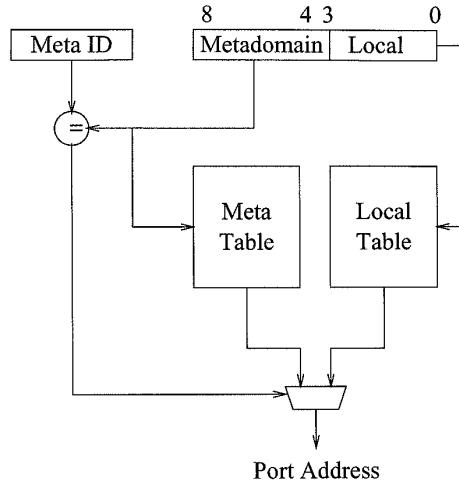 8 4 3 0
Meta ID
Metadomain Local
=
Meta
Table
Local
Table
Port Address